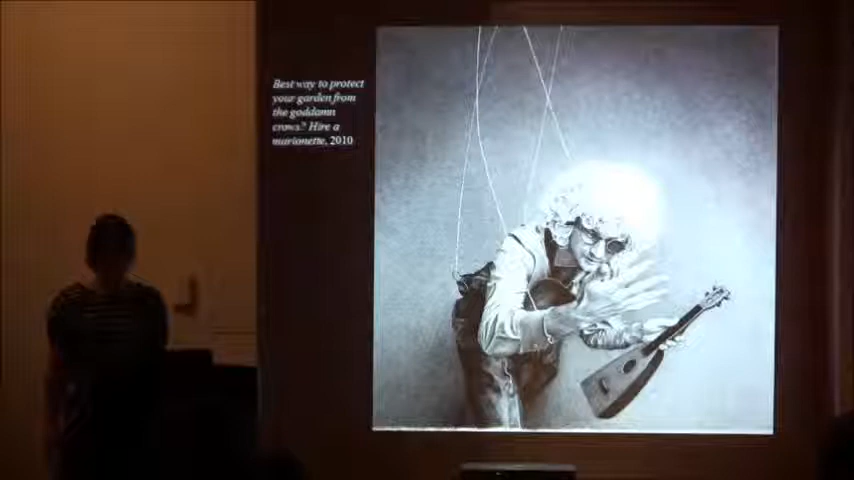 Best way to protect
your garden from
the goddamn
crows? Hire a
marionette, 2010